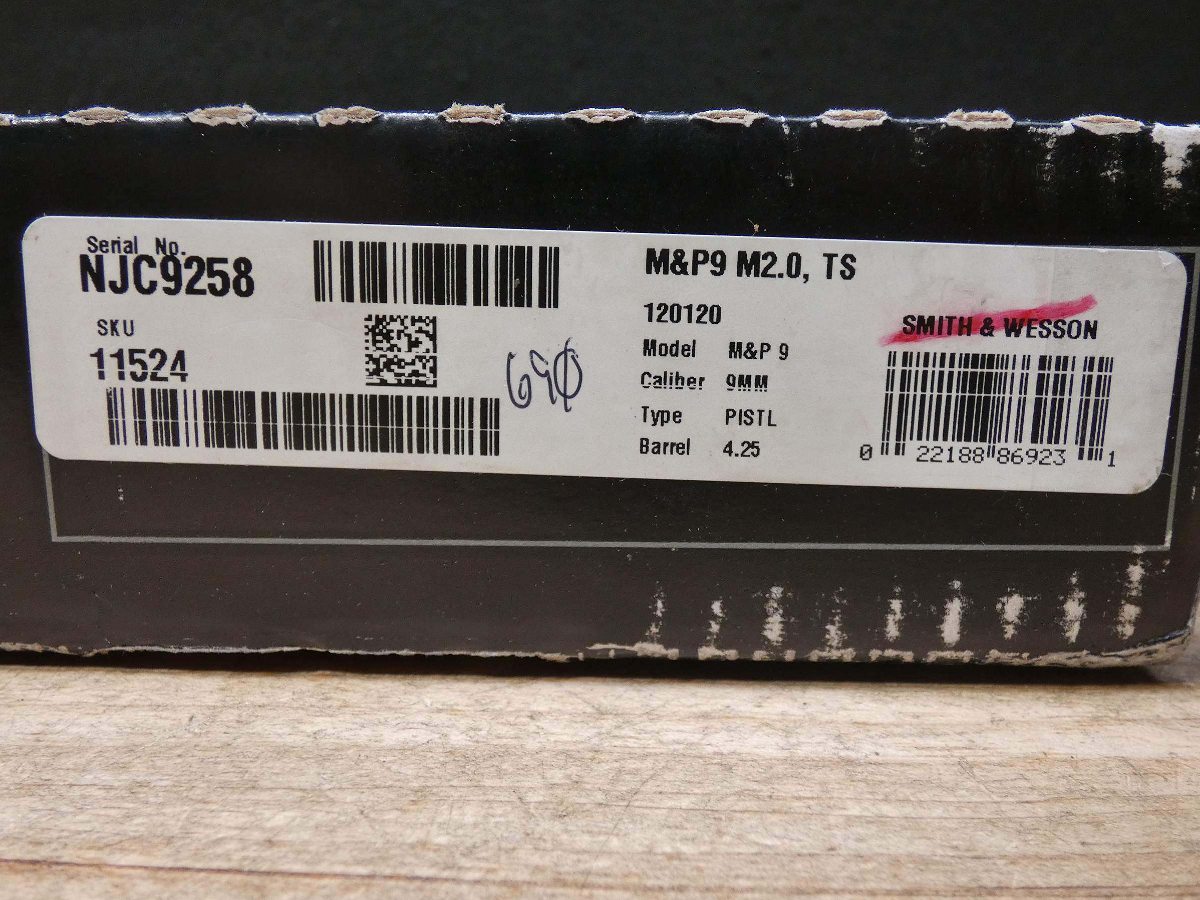 Serial No.
NJC9258
SKU
11524
690
M&P9 M2.0, TS
120120
Model M&P 9
Caliber 9MM
Type PISTL
Barrel 4.25
SMITH & WESSON
0 22188 86923 1